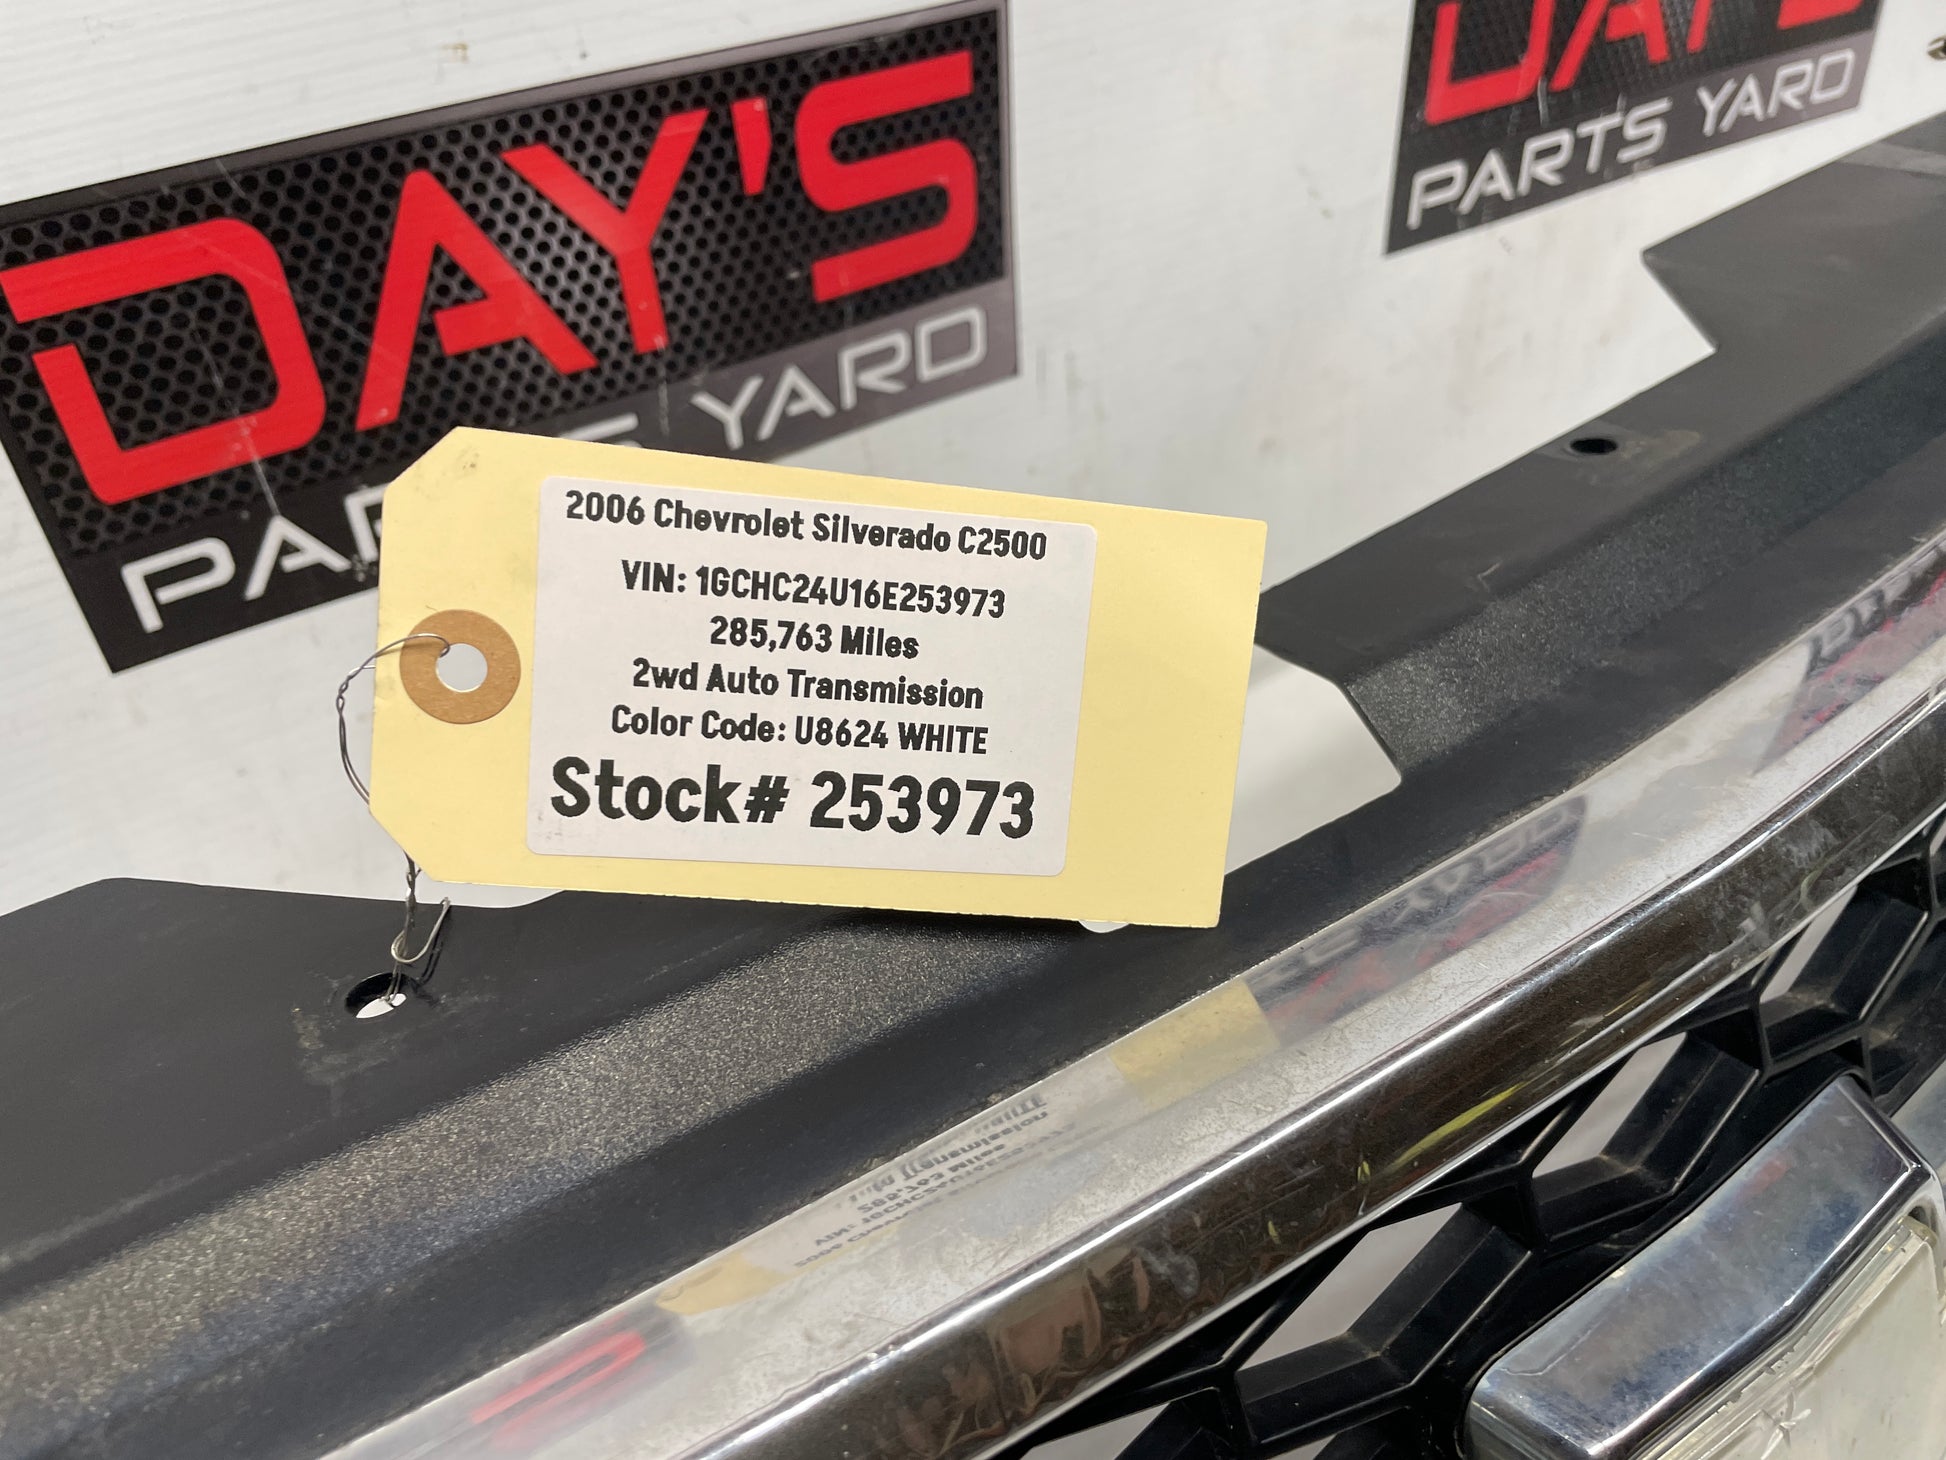 DAY'S
PARTS YARD
DAY'S
PARTS YARD
2006 Chevrolet Silverado C2500
VIN: 1GCHC24U16E253973
285,763 Miles
2wd Auto Transmission
Color Code: U8624 WHITE
Stock# 253973